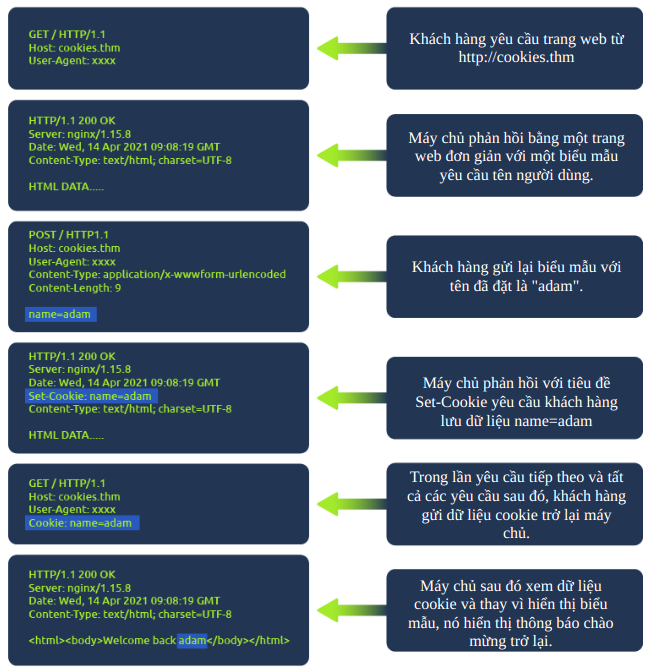 GET / HTTP/1.1
Host: cookies.thm
User-Agent: xxxx
Khách hàng yêu cầu trang web từ
http://cookies.thm
HTTP/1.1 200 OK
Server: nginx/1.15.8
Date: Wed, 14 Apr 2021 09:08:19 GMT
Content-Type: text/html; charset=UTF-8
HTML DATA.....
Máy chủ phản hồi bằng một trang
web đơn giản với một biểu mẫu
yêu cầu tên người dùng.
POST / HTTP1.1
Host: cookies.thm
User-Agent: xxxx
Content-Type: application/x-wwwform-urlencoded
Content-Length: 9
name=adam
Khách hàng gửi lại biểu mẫu với
tên đã đặt là "adam".
HTTP/1.1 200 OK
Server: nginx/1.15.8
Date: Wed, 14 Apr 2021 09:08:19 GMT
Set-Cookie: name=adam
Content-Type: text/html; charset=UTF-8
HTML DATA.....
Máy chủ phản hồi với tiêu đề
Set-Cookie yêu cầu khách hàng
lưu dữ liệu name=adam
GET / HTTP/1.1
Host: cookies.thm
User-Agent: xxxx
Cookie: name=adam
Trong lần yêu cầu tiếp theo và tất
cả các yêu cầu sau đó, khách hàng
gửi dữ liệu cookie trở lại máy
chủ.
HTTP/1.1 200 OK
Server: nginx/1.15.8
Date: Wed, 14 Apr 2021 09:08:19 GMT
Content-Type: text/html; charset=UTF-8
<html><body>Welcome back adam</body></html>
Máy chủ sau đó xem dữ liệu
cookie và thay vì hiển thị biểu
mẫu, nó hiển thị thông báo chào
mừng trở lại.